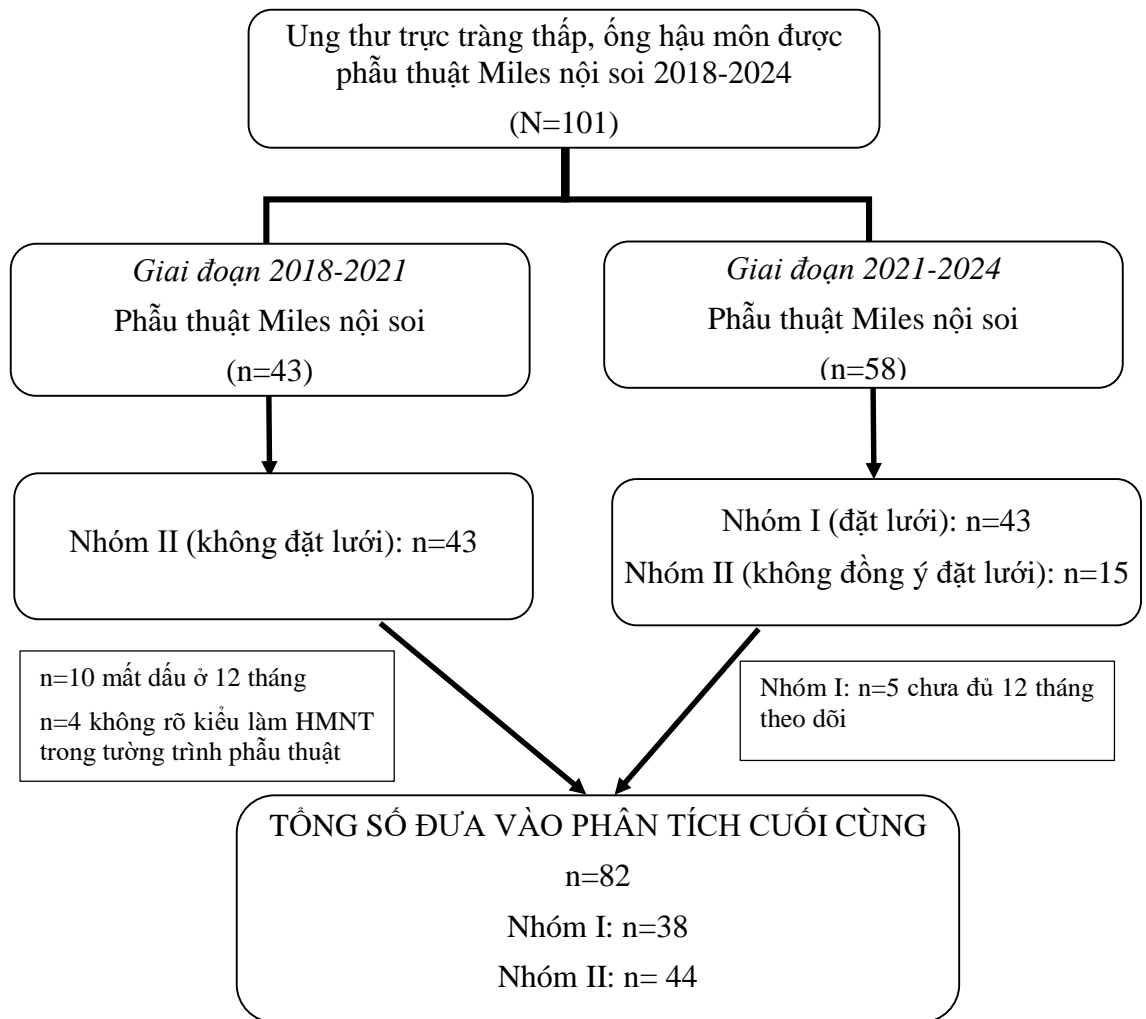 Ung thư trực tràng thấp, ống hậu môn được
phẫu thuật Miles nội soi 2018-2024
(N=101)
Giai đoạn 2018-2021
Phẫu thuật Miles nội soi
(n=43)
Giai đoạn 2021-2024
Phẫu thuật Miles nội soi
(n=58)
Nhóm II (không đặt lưới): n=43
Nhóm I (đặt lưới): n=43
Nhóm II (không đồng ý đặt lưới): n=15
n=10 mất dấu ở 12 tháng
n=4 không rõ kiểu làm HMNT
trong tường trình phẫu thuật
Nhóm I: n=5 chưa đủ 12 tháng
theo dõi
TỔNG SỐ ĐƯA VÀO PHÂN TÍCH CUỐI CÙNG
n=82
Nhóm I: n=38
Nhóm II: n= 44